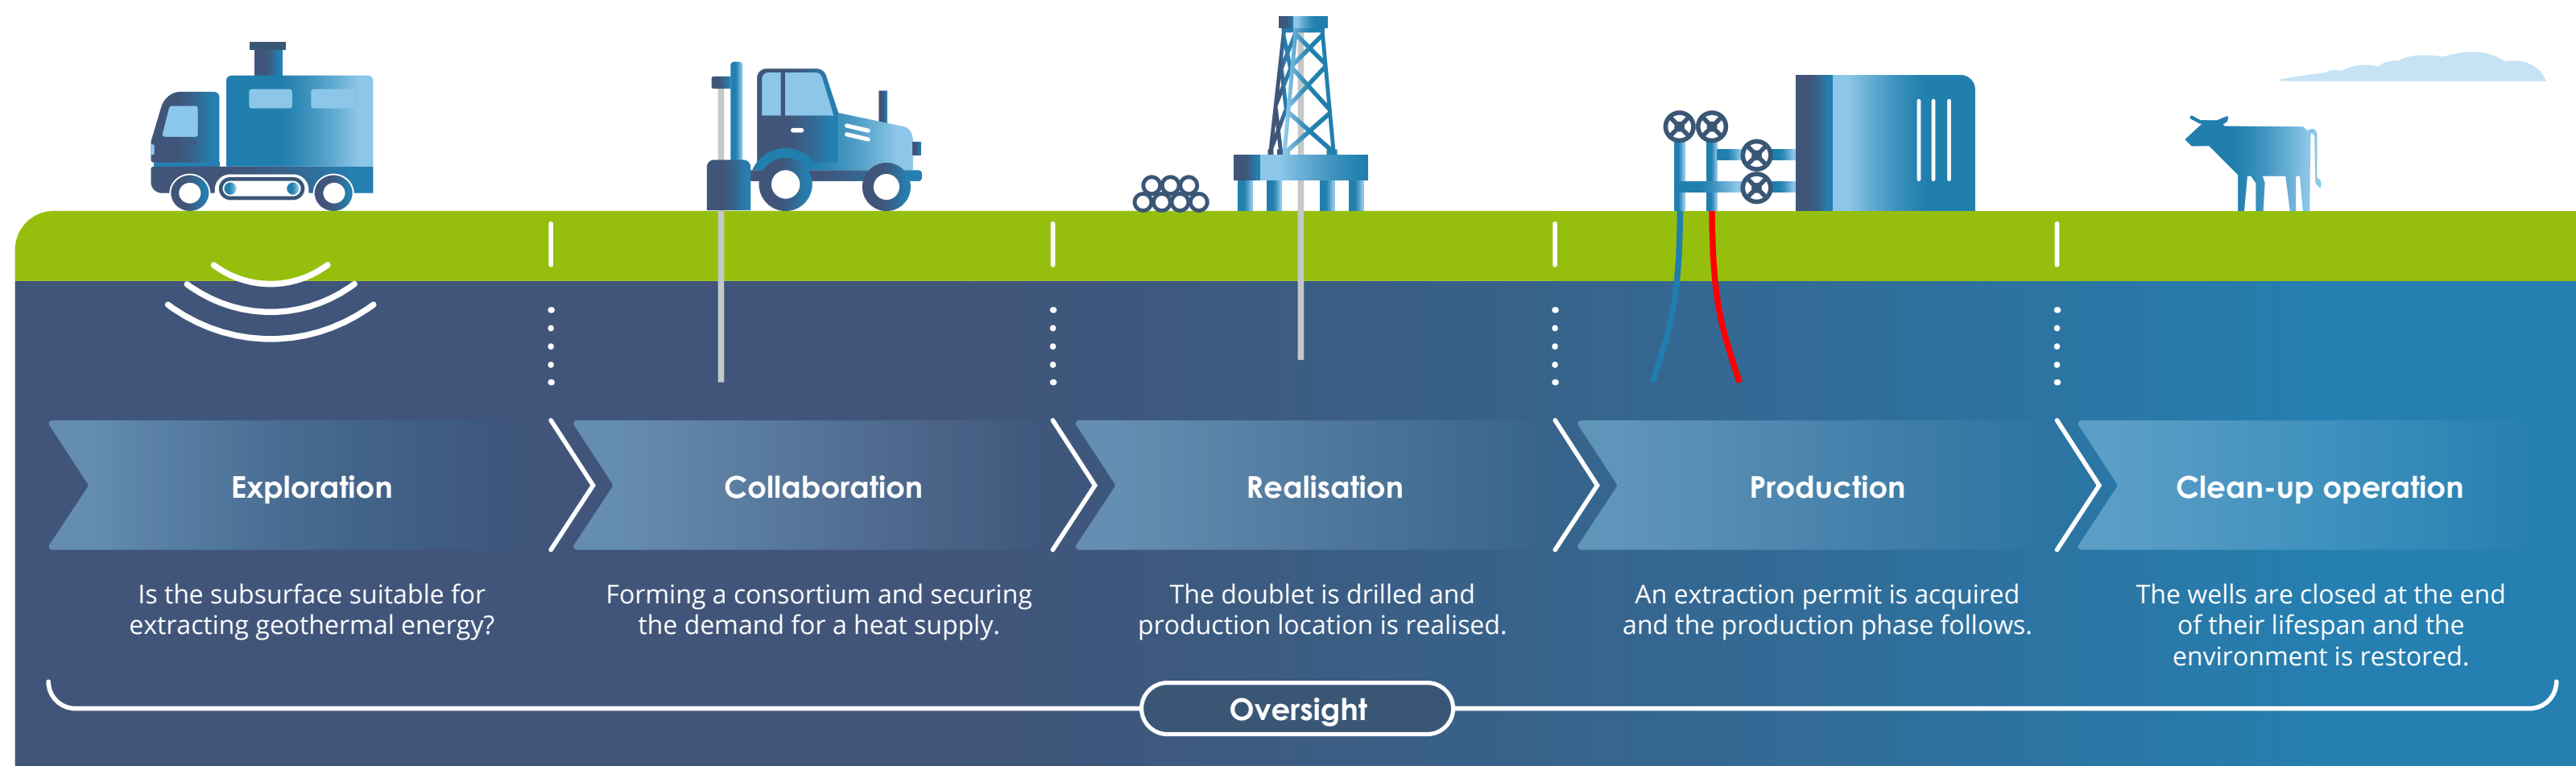 Exploration
Is the subsurface suitable for
extracting geothermal energy?
Collaboration
Forming a consortium and securing
the demand for a heat supply.
Realisation
The doublet is drilled and
production location is realised.
Production
An extraction permit is acquired
and the production phase follows.
Clean-up operation
The wells are closed at the end
of their lifespan and the
environment is restored.
Oversight